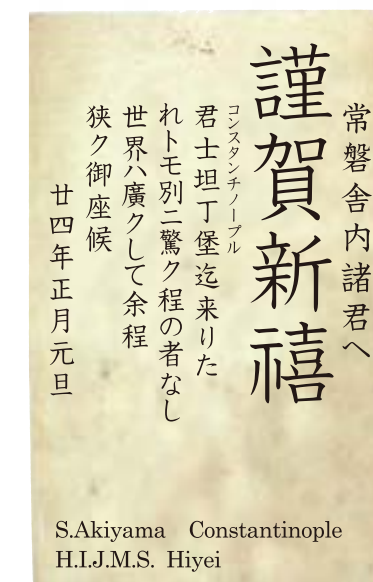 常磐舎内諸君へ
謹賀新禧
コンスタンチノープル
君士坦丁堡迄来りた
れトモ別ニ驚ク程の者なし
世界ハ廣クして余程
狭ク御座候
廿四年正月元旦
S.Akiyama Constantinople
H.I.J.M.S. Hiyei